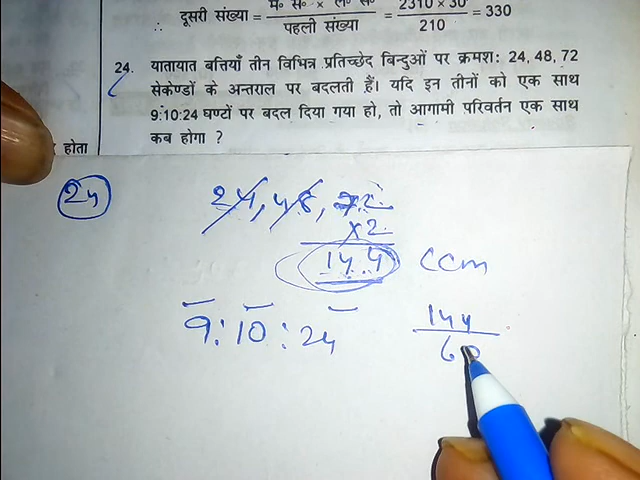 ∴ दूसरी संख्या = म॰ स॰ × ल॰ स॰ / पहली संख्या = 2310 × 30 / 210 = 330
24. यातायात बत्तियाँ तीन विभिन्न प्रतिच्छेद बिन्दुओं पर क्रमश: 24, 48, 72
सेकेण्डों के अन्तराल पर बदलती हैं। यदि इन तीनों को एक साथ
9:10:24 घण्टों पर बदल दिया गया हो, तो आगामी परिवर्तन एक साथ
होता कब होगा ?
24
24, 48, 72
×2
144 CCM
9:10:24
144
60